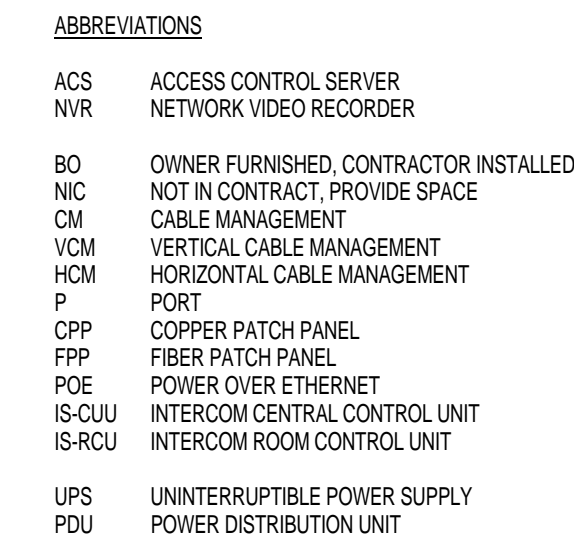 ABBREVIATIONS
ACS ACCESS CONTROL SERVER
NVR NETWORK VIDEO RECORDER
BO OWNER FURNISHED, CONTRACTOR INSTALLED
NIC NOT IN CONTRACT, PROVIDE SPACE
CM CABLE MANAGEMENT
VCM VERTICAL CABLE MANAGEMENT
HCM HORIZONTAL CABLE MANAGEMENT
P PORT
CPP COPPER PATCH PANEL
FPP FIBER PATCH PANEL
POE POWER OVER ETHERNET
IS-CUU INTERCOM CENTRAL CONTROL UNIT
IS-RCU INTERCOM ROOM CONTROL UNIT
UPS UNINTERRUPTIBLE POWER SUPPLY
PDU POWER DISTRIBUTION UNIT